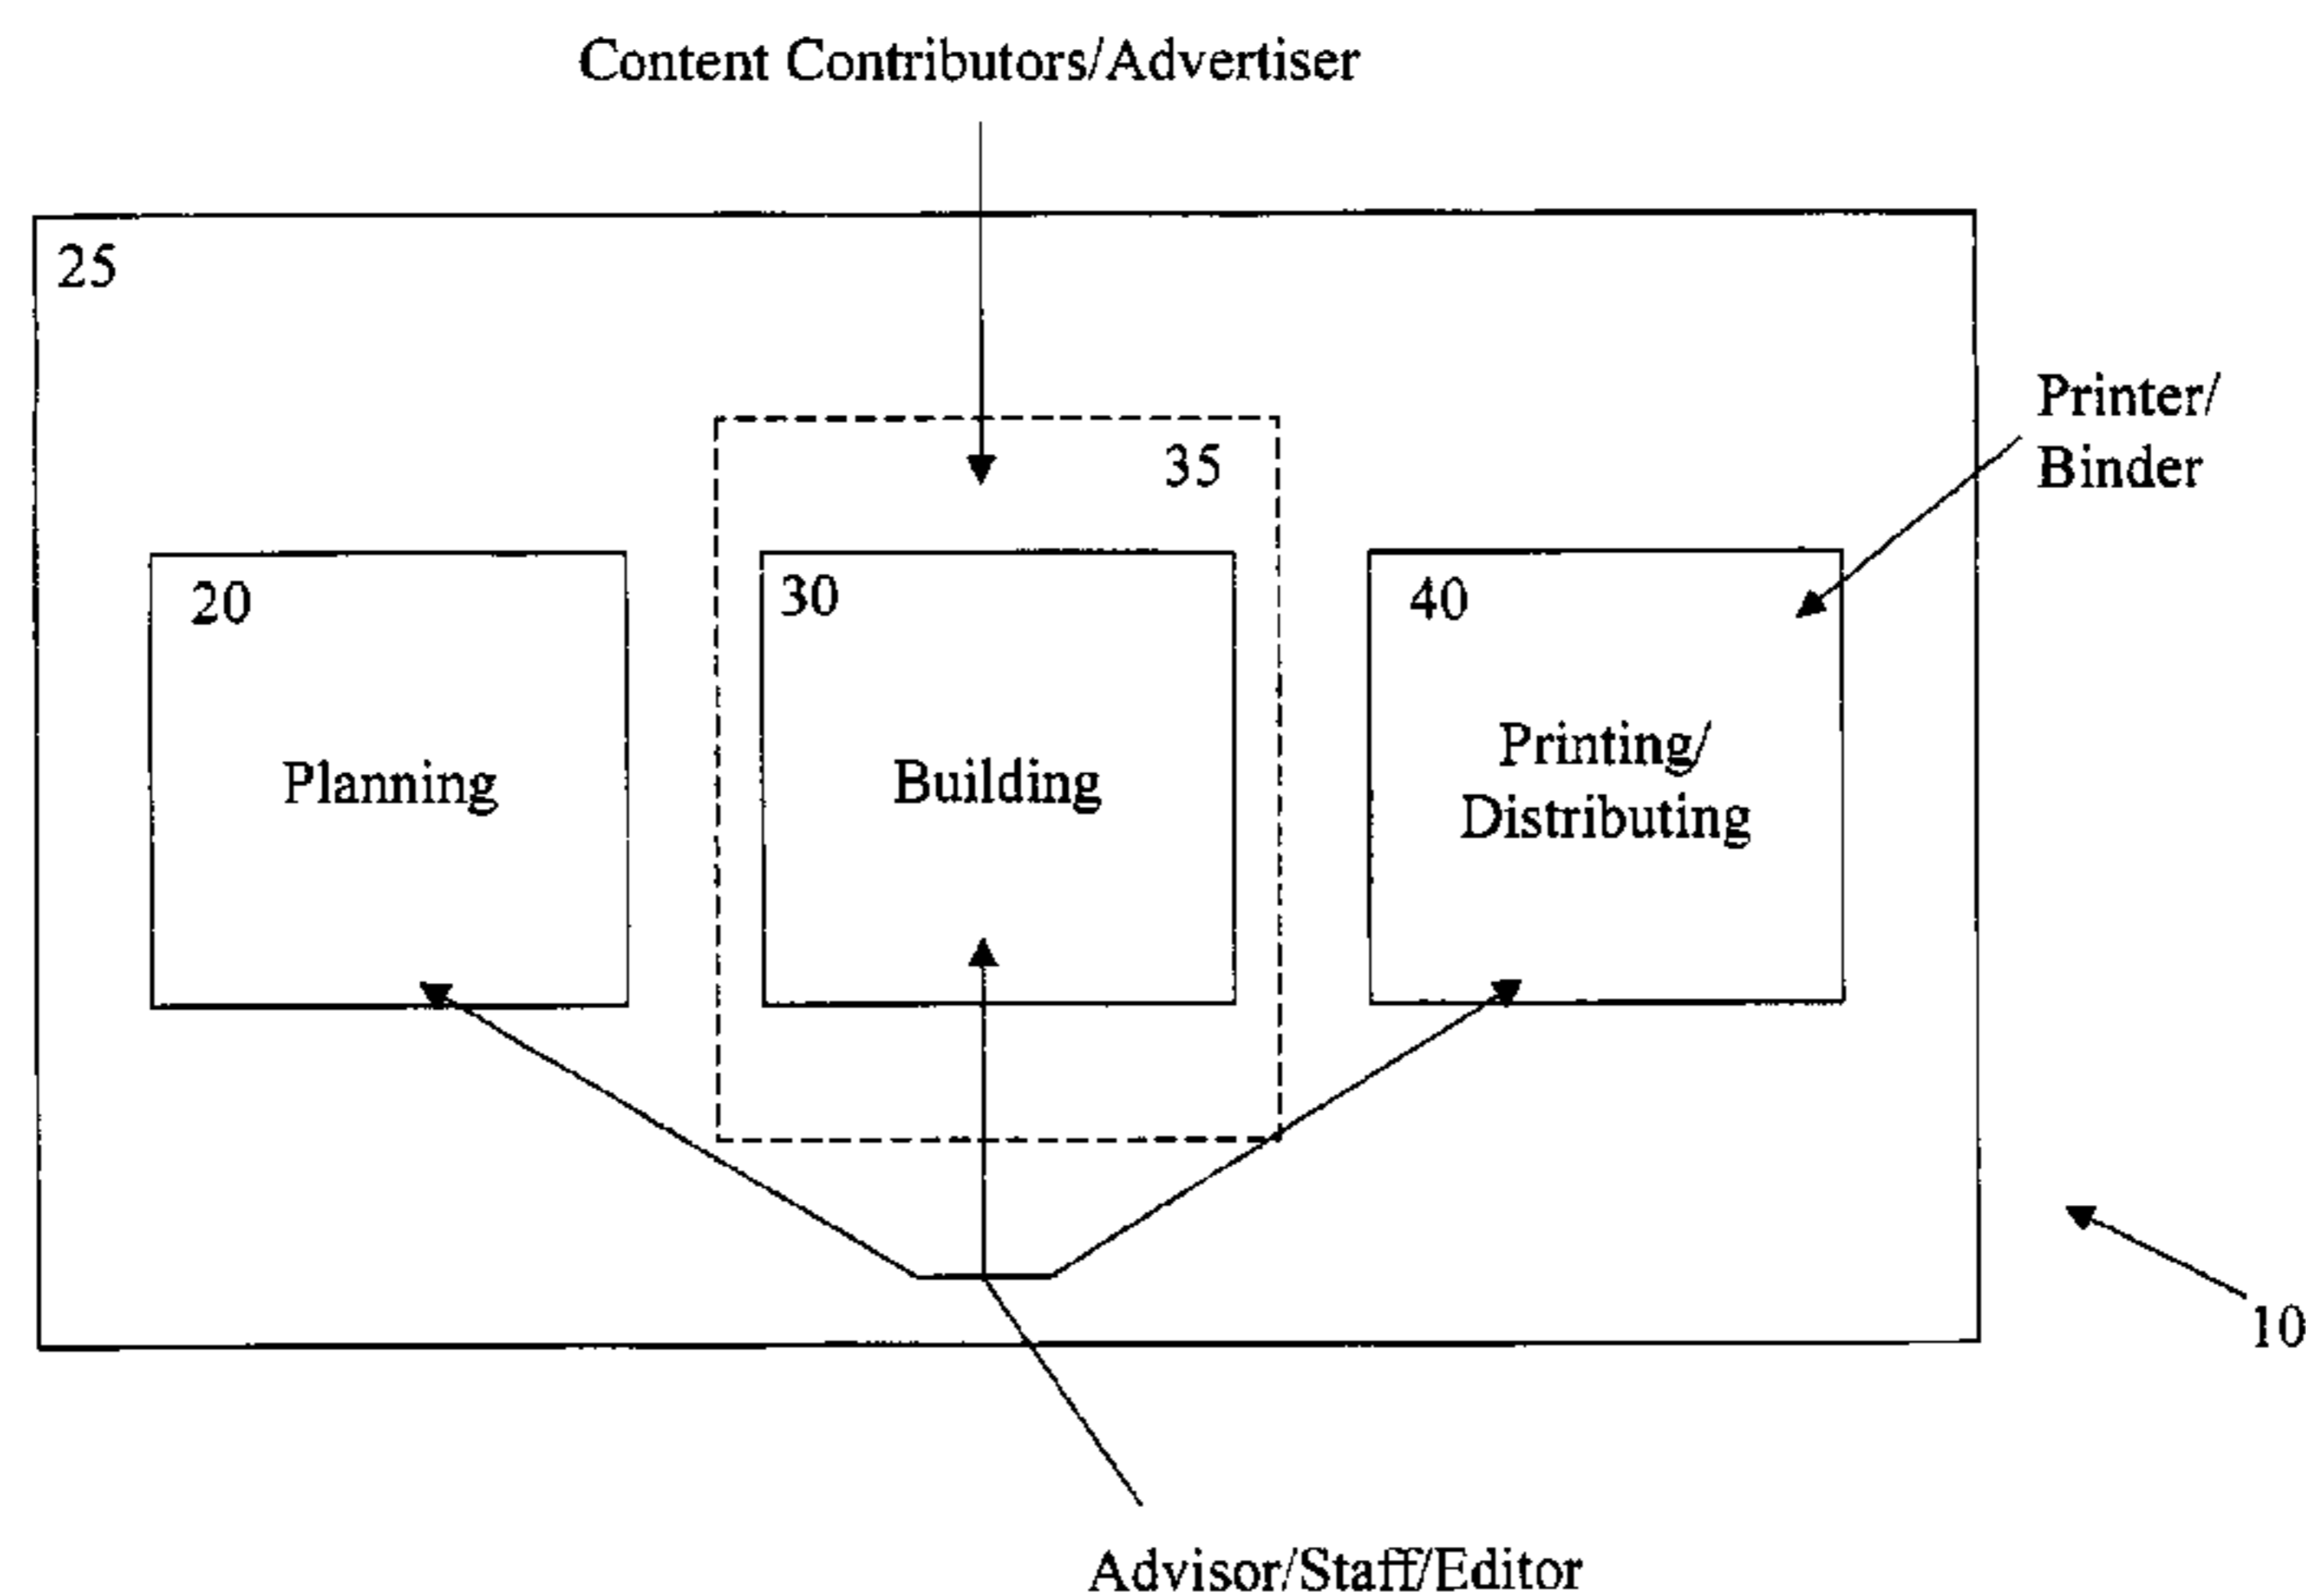 Content Contributors/Advertiser
25
Printer/
Binder
35
20
30
40
Planning
Building
Printing/
Distributing
10
Advisor/Staff/Editor